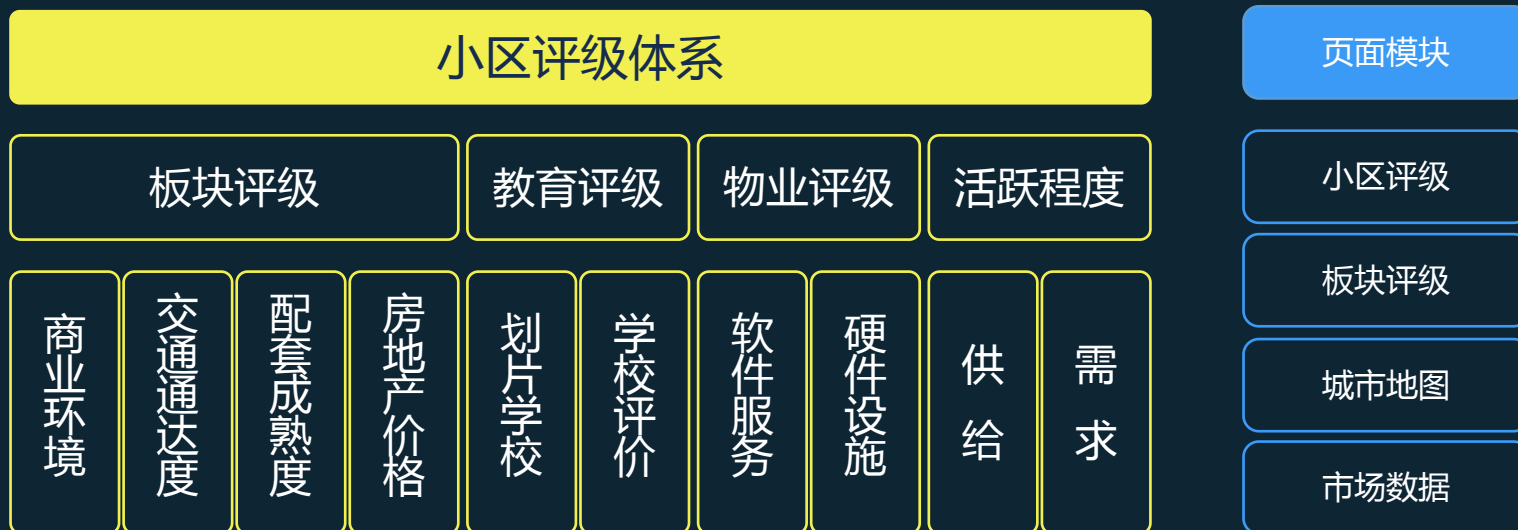 小区评级体系
板块评级
教育评级
物业评级
活跃程度
商业环境
交通通达度
配套成熟度
房地产价格
划片学校
学校评价
软件服务
硬件设施
供给
需求
页面模块
小区评级
板块评级
城市地图
市场数据